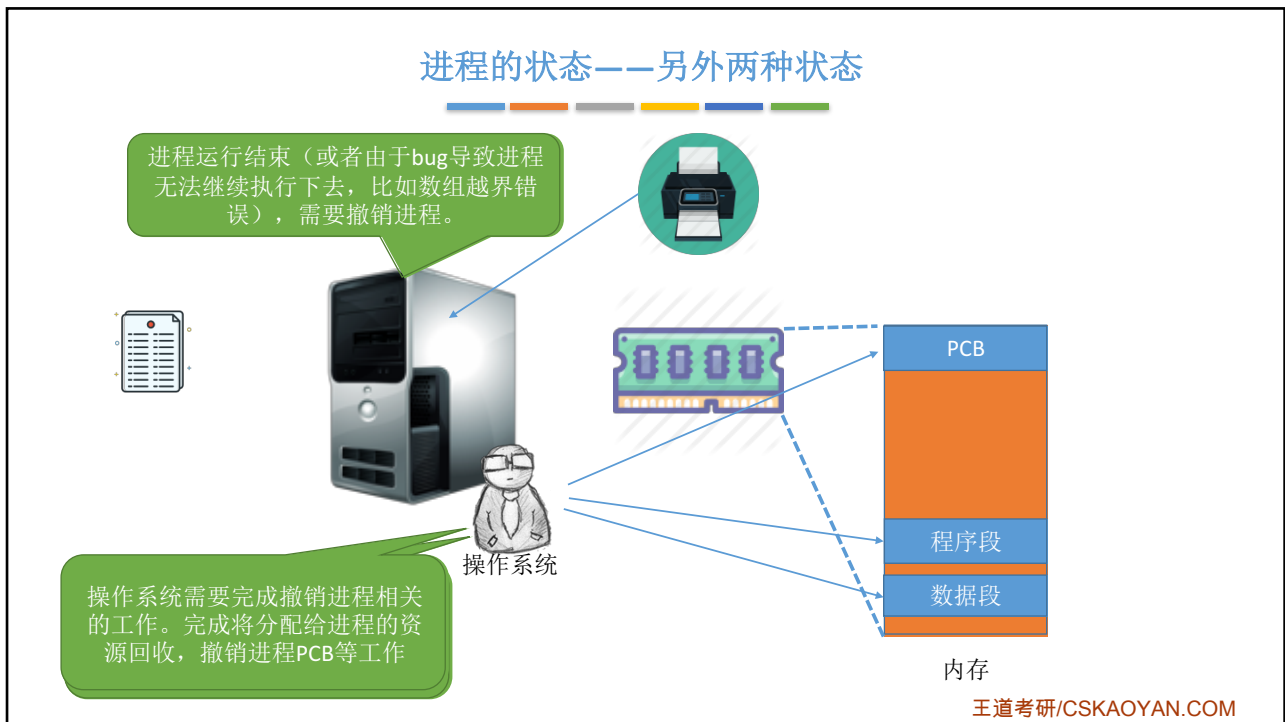 进程的状态——另外两种状态
进程运行结束（或者由于bug导致进程
无法继续执行下去，比如数组越界错
误），需要撤销进程。
PCB
程序段
数据段
操作系统
操作系统需要完成撤销进程相关
的工作。完成将分配给进程的资
源回收，撤销进程PCB等工作
内存
王道考研/CSKAOYAN.COM